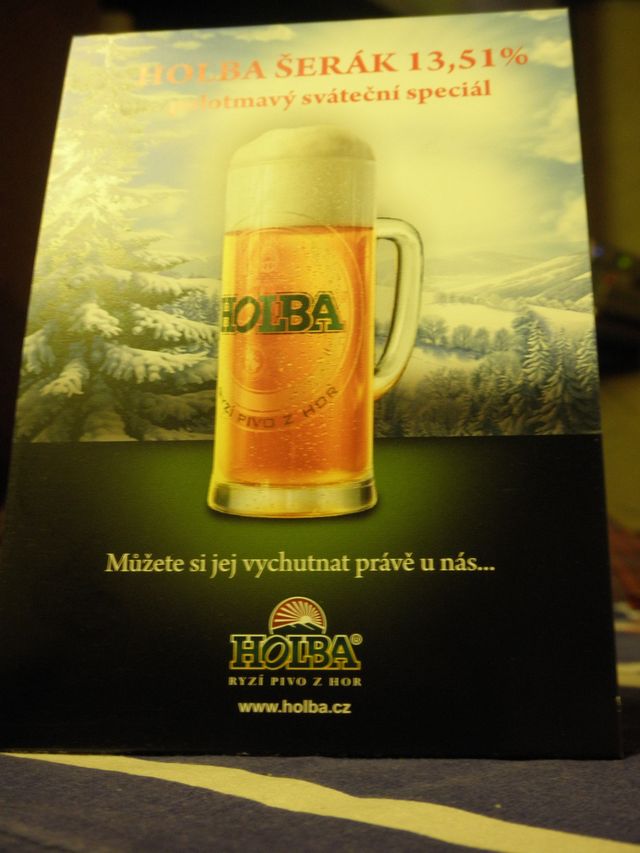 HOLBA ŠERÁK 13,51%
polotmavý sváteční speciál
HOLBA
RYZÍ PIVO Z HOR
Můžete si jej vychutnat právě u nás...
HOLBA®
RYZÍ PIVO Z HOR
www.holba.cz